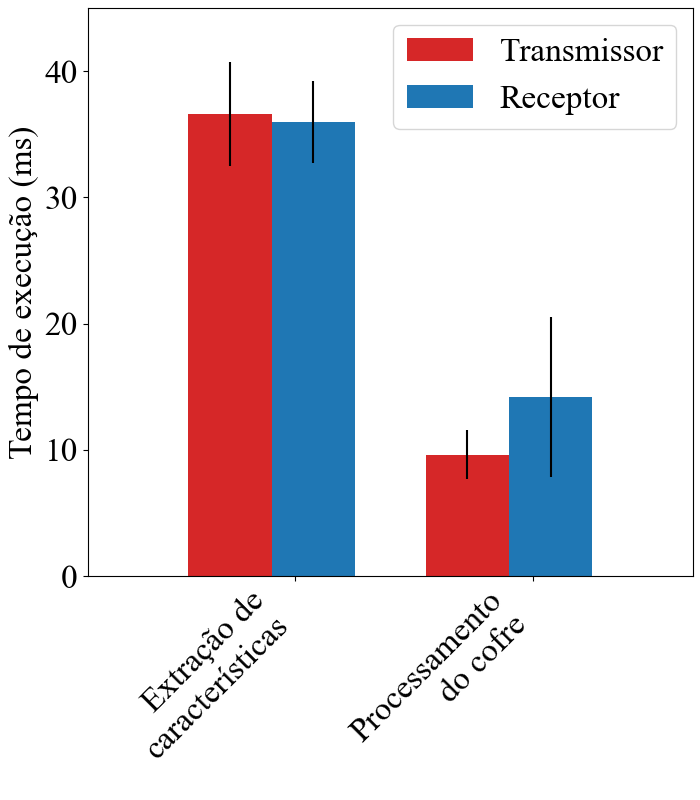 Transmissor
Receptor
Tempo de execução (ms)
40
30
20
10
0
Extração de
características
Processamento
do cofre